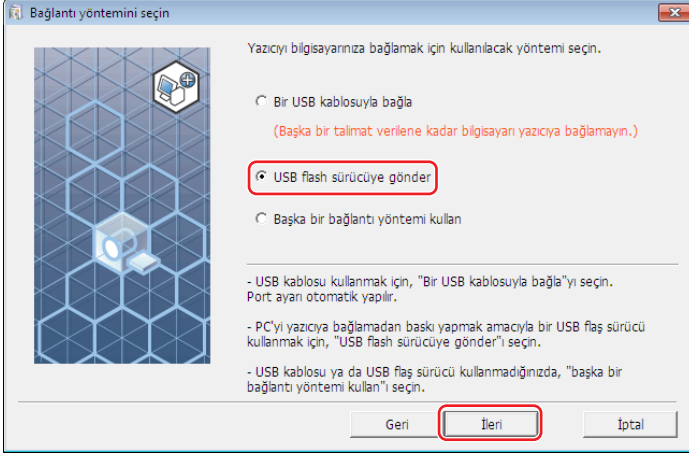 Bağlantı yöntemini seçin
Yazıcıyı bilgisayarınıza bağlamak için kullanılacak yöntemi seçin.
Bir USB kablosuyla bağla
(Başka bir talimat verilene kadar bilgisayarı yazıcıya bağlamayın.)
USB flash sürücüye gönder
Başka bir bağlantı yöntemi kullan
- USB kablosu kullanmak için, "Bir USB kablosuyla bağla"yı seçin.
Port ayarı otomatik yapılır.
- PC'yi yazıcıya bağlamadan baskı yapmak amacıyla bir USB flaş sürücü
kullanmak için, "USB flash sürücüye gönder"ı seçin.
- USB kablosu ya da USB flaş sürücü kullanmadığınızda, "başka bir
bağlantı yöntemi kullan"ı seçin.
Geri
İleri
İptal